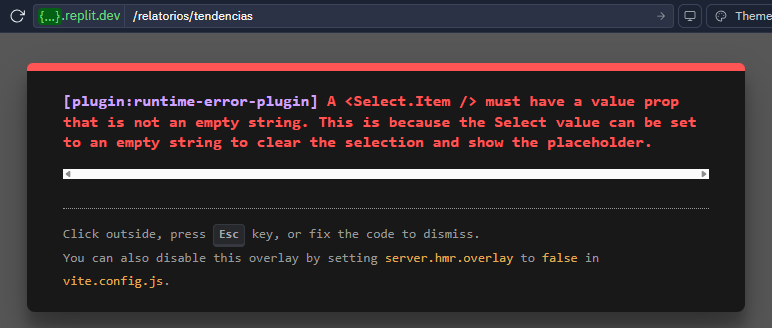 {...}.replit.dev /relatorios/tendencias Theme
[plugin:runtime-error-plugin] A <Select.Item /> must have a value prop
that is not an empty string. This is because the Select value can be set
to an empty string to clear the selection and show the placeholder.
Click outside, press Esc key, or fix the code to dismiss.
You can also disable this overlay by setting server.hmr.overlay to false in
vite.config.js.